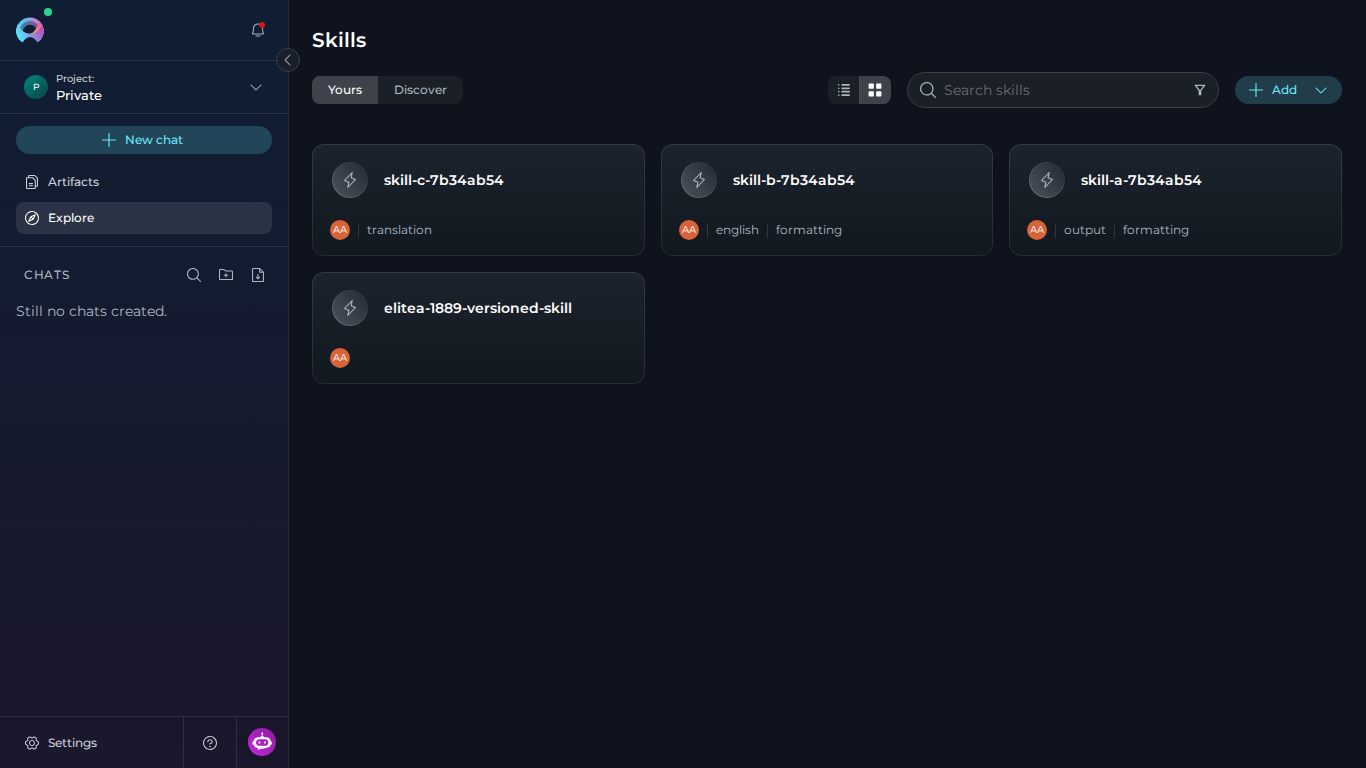 Skills
P
Project:
Private
Yours
Discover
Search skills
Add
New chat
Artifacts
Explore
CHATS
Still no chats created.
skill-c-7b34ab54
AA
translation
skill-b-7b34ab54
AA
english
formatting
skill-a-7b34ab54
AA
output
formatting
elitea-1889-versioned-skill
AA
Settings